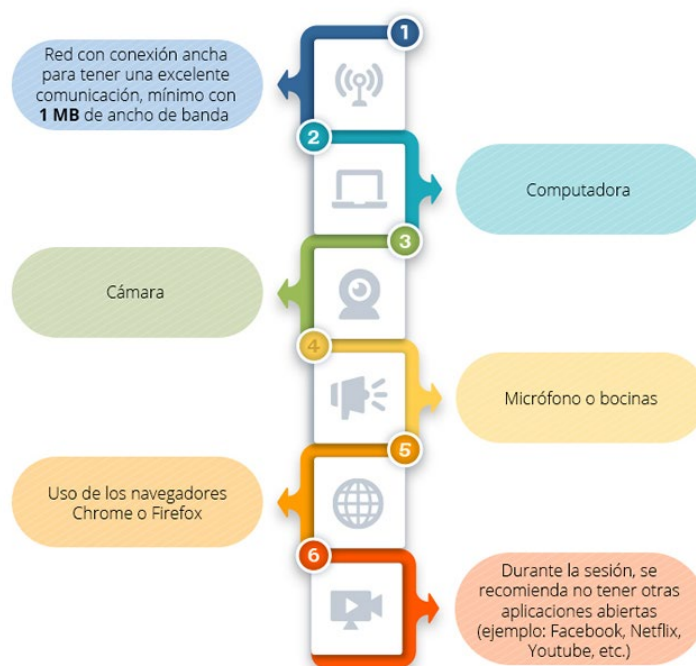 1
Red con conexión ancha
para tener una excelente
comunicación, mínimo con
1 MB de ancho de banda
2
Computadora
3
Cámara
4
Micrófono o bocinas
5
Uso de los navegadores
Chrome o Firefox
6
Durante la sesión, se
recomienda no tener otras
aplicaciones abiertas
(ejemplo: Facebook, Netflix,
Youtube, etc.)